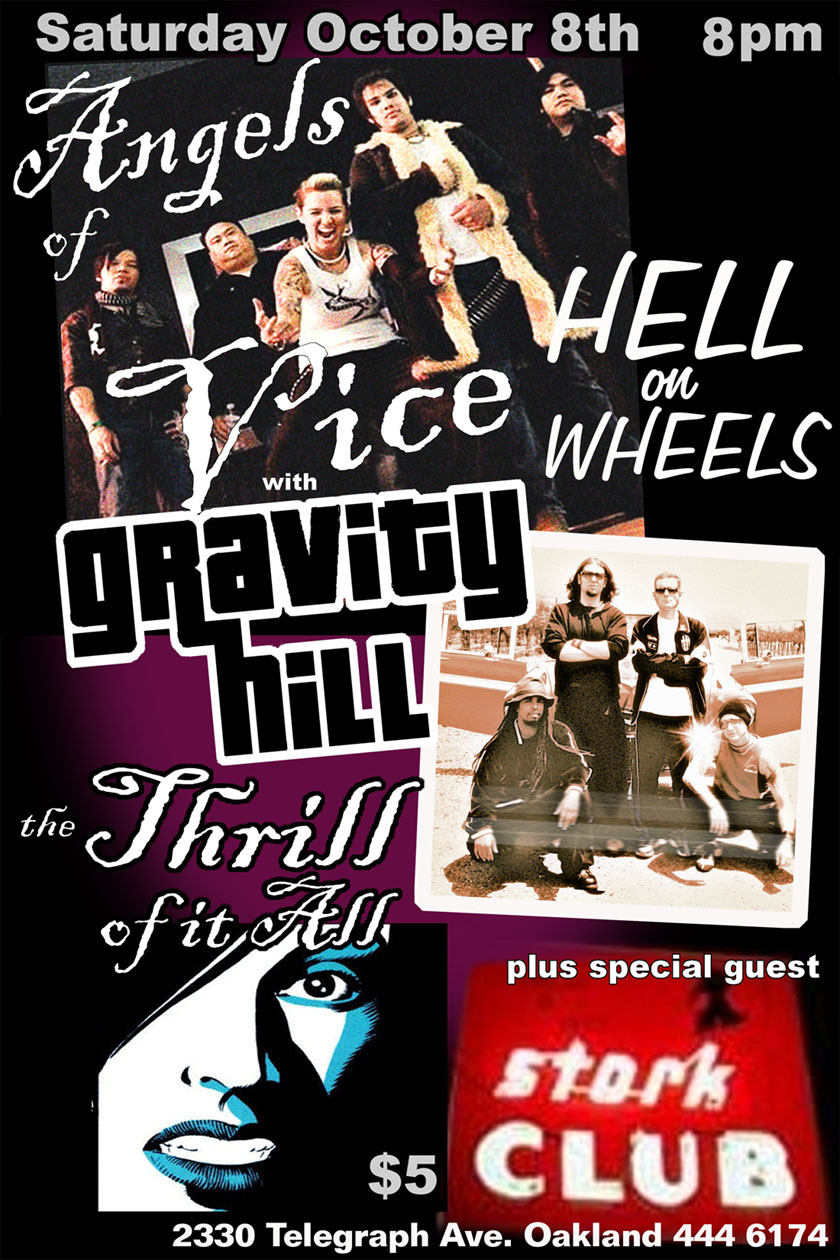 Saturday October 8th 8pm
Angels
of
Vice
HELL
on
WHEELS
with
gRavity
hill
the Thrill
of it All
plus special guest
stork
CLUB
$5
2330 Telegraph Ave. Oakland 444 6174